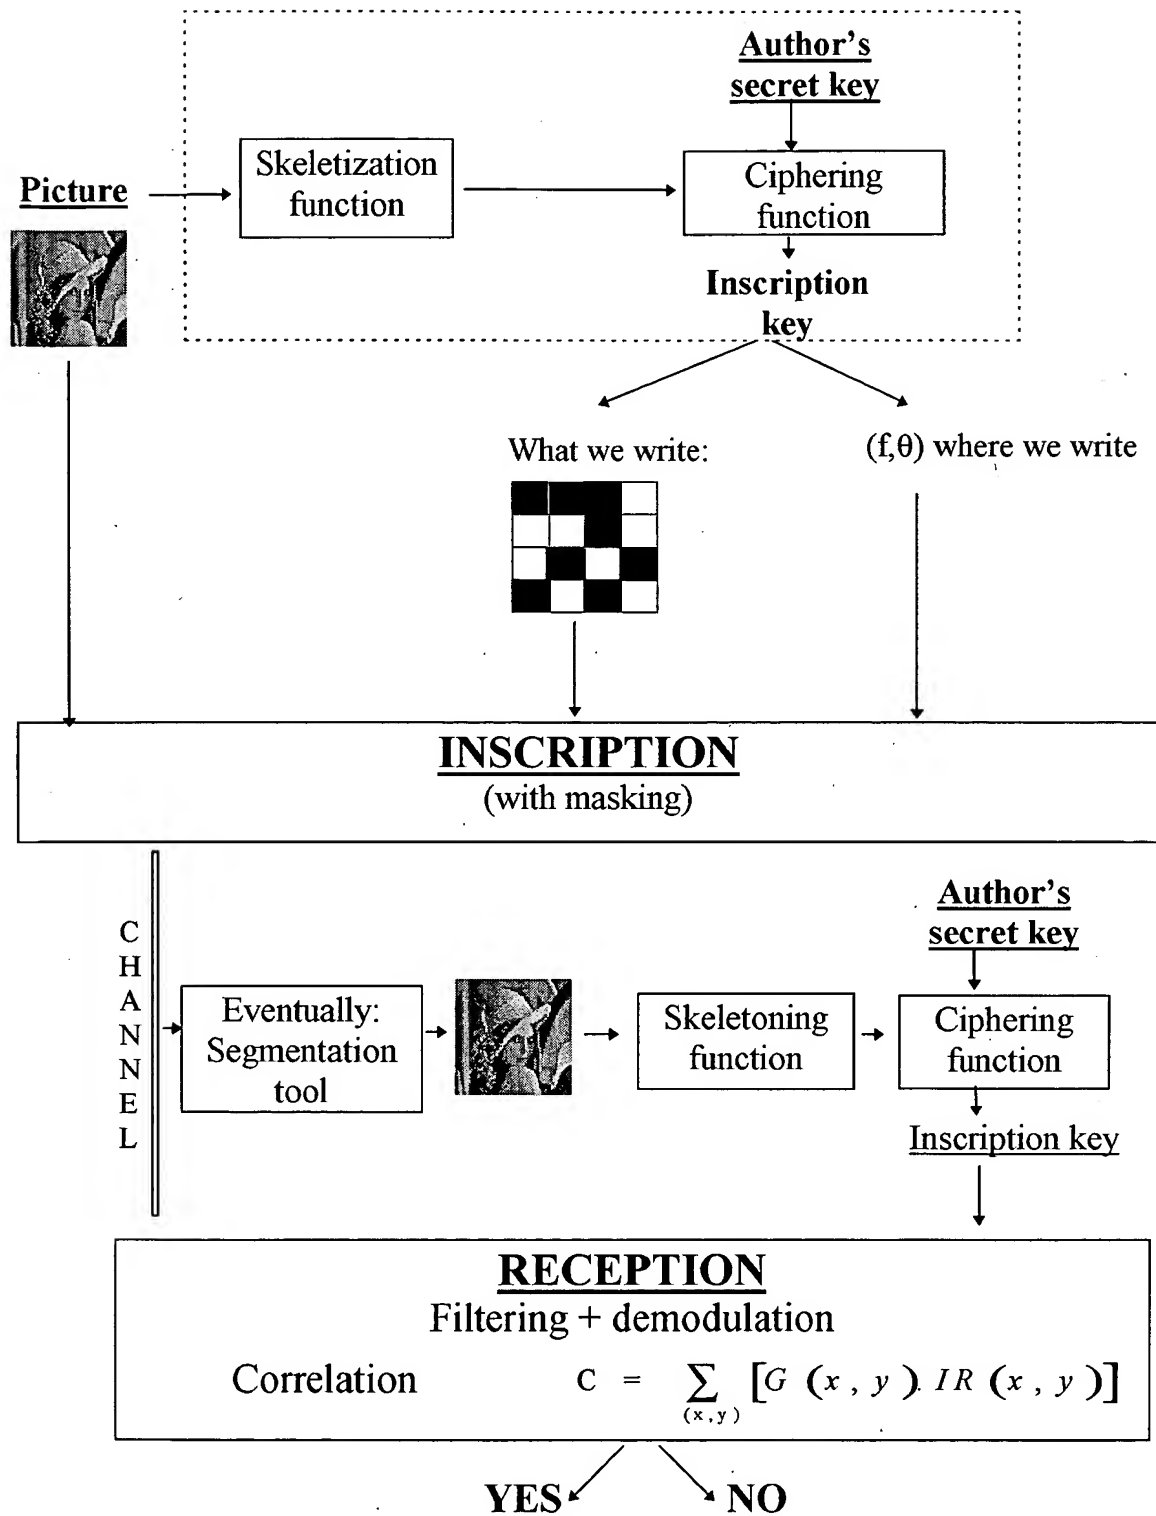 Author's
secret key
Picture
Skeletization
function
Ciphering
function
Inscription
key
What we write:
(f,θ) where we write
INSCRIPTION
(with masking)
C
H
A
N
N
E
L
Author's
secret key
Eventually:
Segmentation
tool
Skeletoning
function
Ciphering
function
Inscription key
RECEPTION
Filtering + demodulation
Correlation C = ∑ (x,y) [G (x , y). IR (x , y)]
YES NO